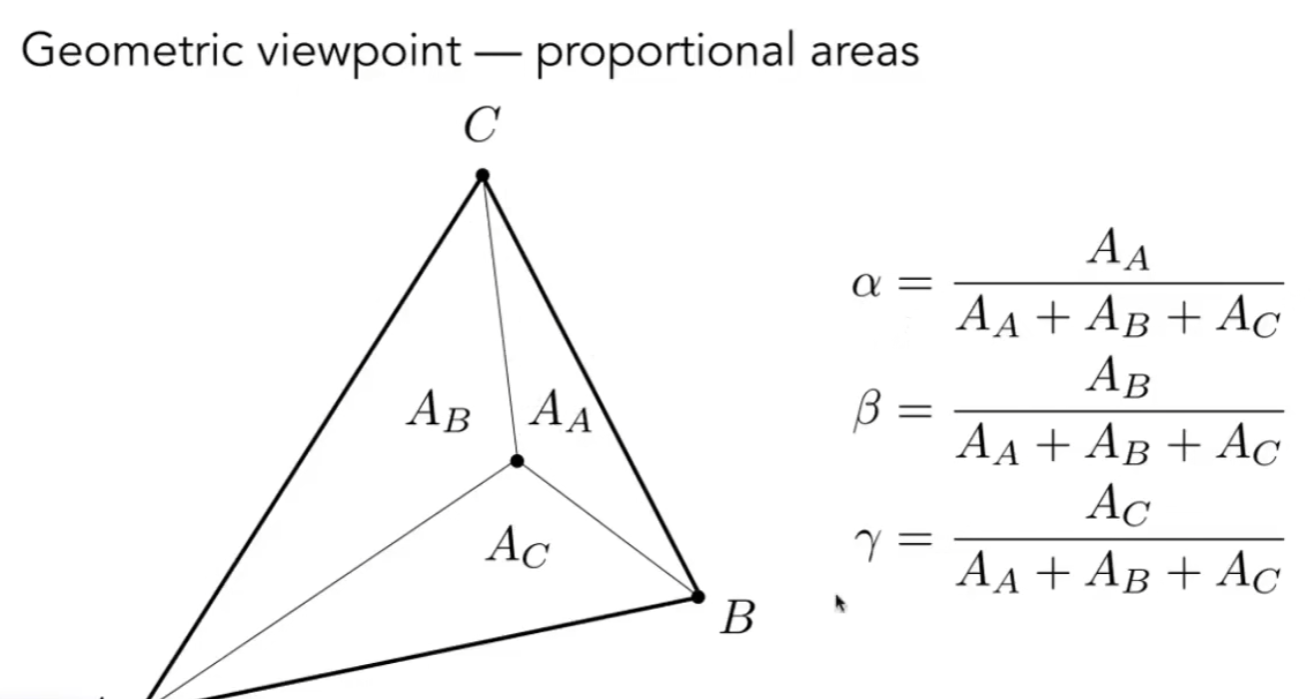 Geometric viewpoint — proportional areas
C
α = A_A / (A_A + A_B + A_C)
A_B A_A
β = A_B / (A_A + A_B + A_C)
A_C
γ = A_C / (A_A + A_B + A_C)
B